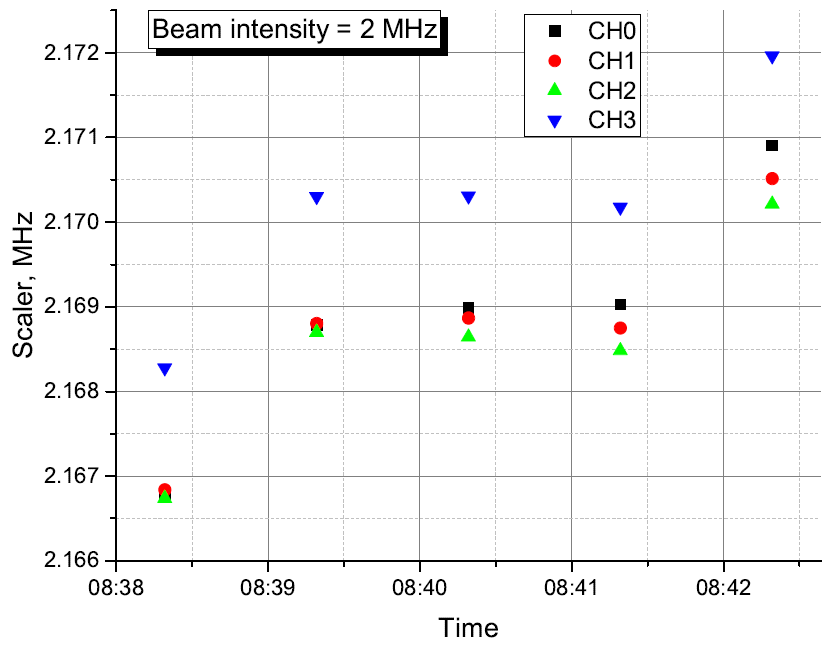 Beam intensity = 2 MHz
CH0
CH1
CH2
CH3
2.172
2.171
2.170
2.169
2.168
2.167
2.166
Scaler, MHz
08:38
08:39
08:40
08:41
08:42
Time